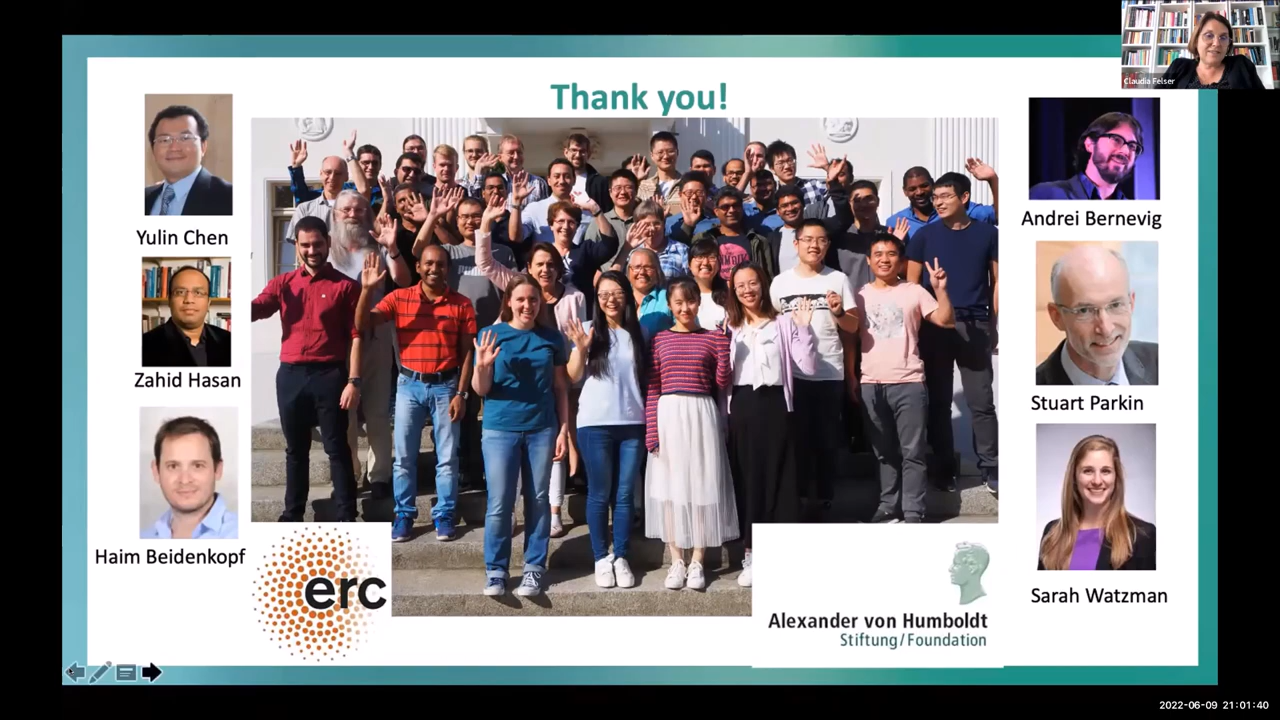 Claudia Felser
Thank you!
Yulin Chen
Zahid Hasan
Haim Beidenkopf
Andrei Bernevig
Stuart Parkin
Sarah Watzman
erc
Alexander von Humboldt
Stiftung/Foundation
2022-06-09 21:01:40